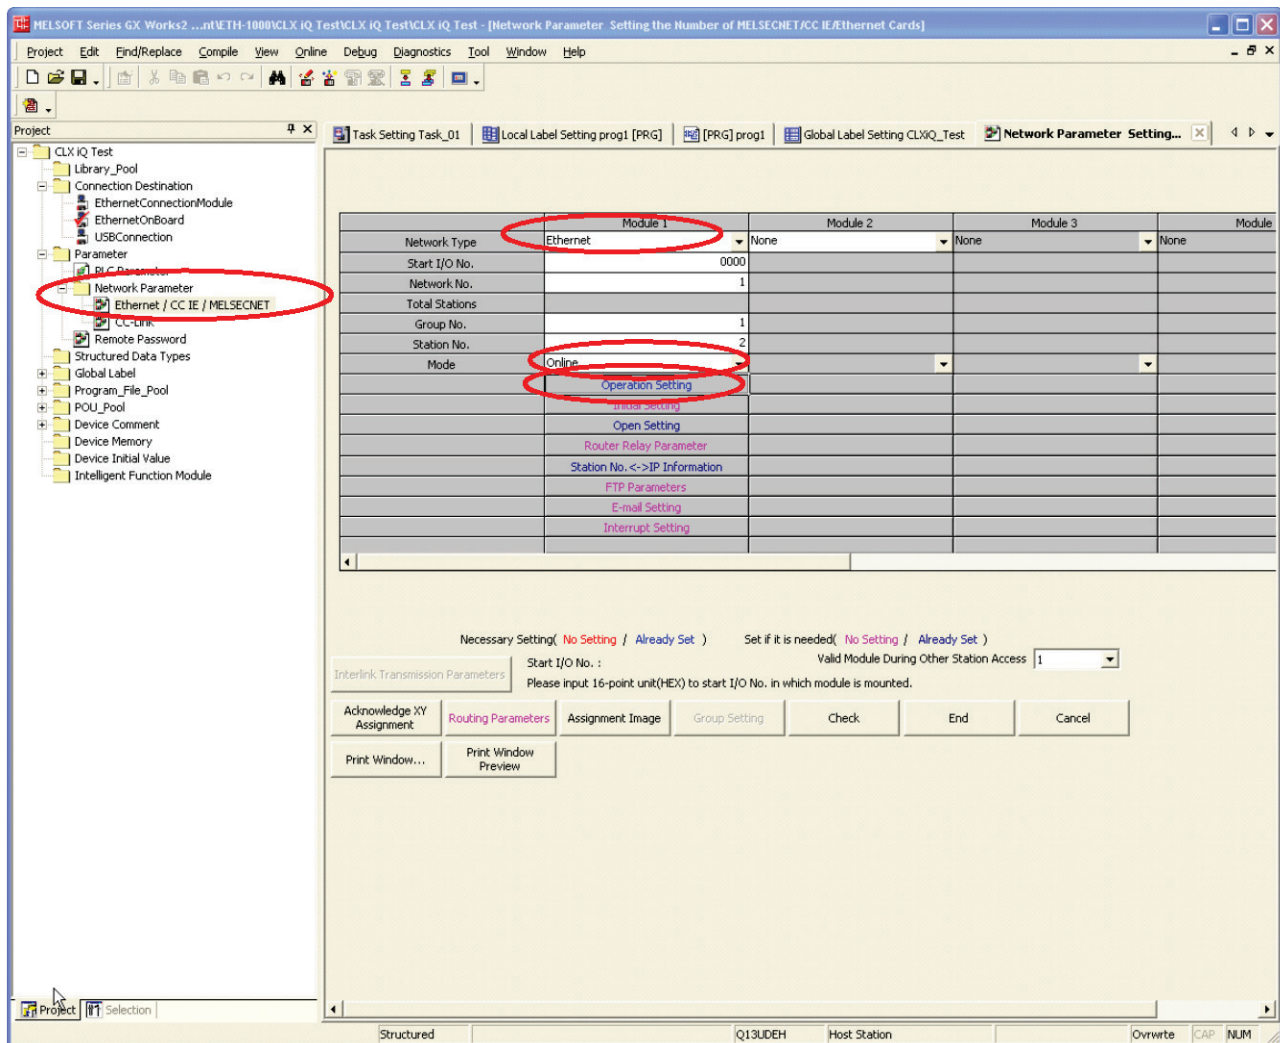 MELSOFT Series GX Works2 ...nt\ETH-1000\CLX iQ Test\CLX iQ Test\CLX iQ Test - [Network Parameter Setting the Number of MELSECNET/CC IE/Ethernet Cards]
Project Edit Find/Replace Compile View Online Debug Diagnostics Tool Window Help
Project
Task Setting Task_01 Local Label Setting prog1 [PRG] [PRG] prog1 Global Label Setting CLXiQ_Test Network Parameter Setting...
CLX iQ Test
Library_Pool
Connection Destination
EthernetConnectionModule
EthernetOnBoard
USBConnection
Parameter
PLC Parameter
Network Parameter
Ethernet / CC IE / MELSECNET
CC-Link
Remote Password
Structured Data Types
Global Label
Program_File_Pool
POU_Pool
Device Comment
Device Memory
Device Initial Value
Intelligent Function Module
Module 1 Module 2 Module 3 Module
Network Type Ethernet None None None
Start I/O No. 0000
Network No. 1
Total Stations
Group No. 1
Station No. 2
Mode Online
Operation Setting
Initial Setting
Open Setting
Router Relay Parameter
Station No.<->IP Information
FTP Parameters
E-mail Setting
Interrupt Setting
Necessary Setting( No Setting / Already Set ) Set if it is needed( No Setting / Already Set )
Interlink Transmission Parameters Start I/O No. : Valid Module During Other Station Access 1
Please input 16-point unit(HEX) to start I/O No. in which module is mounted.
Acknowledge XY Assignment Routing Parameters Assignment Image Group Setting Check End Cancel
Print Window... Print Window Preview
Project Selection
Structured Q13UDEH Host Station Ovrwrte CAP NUM